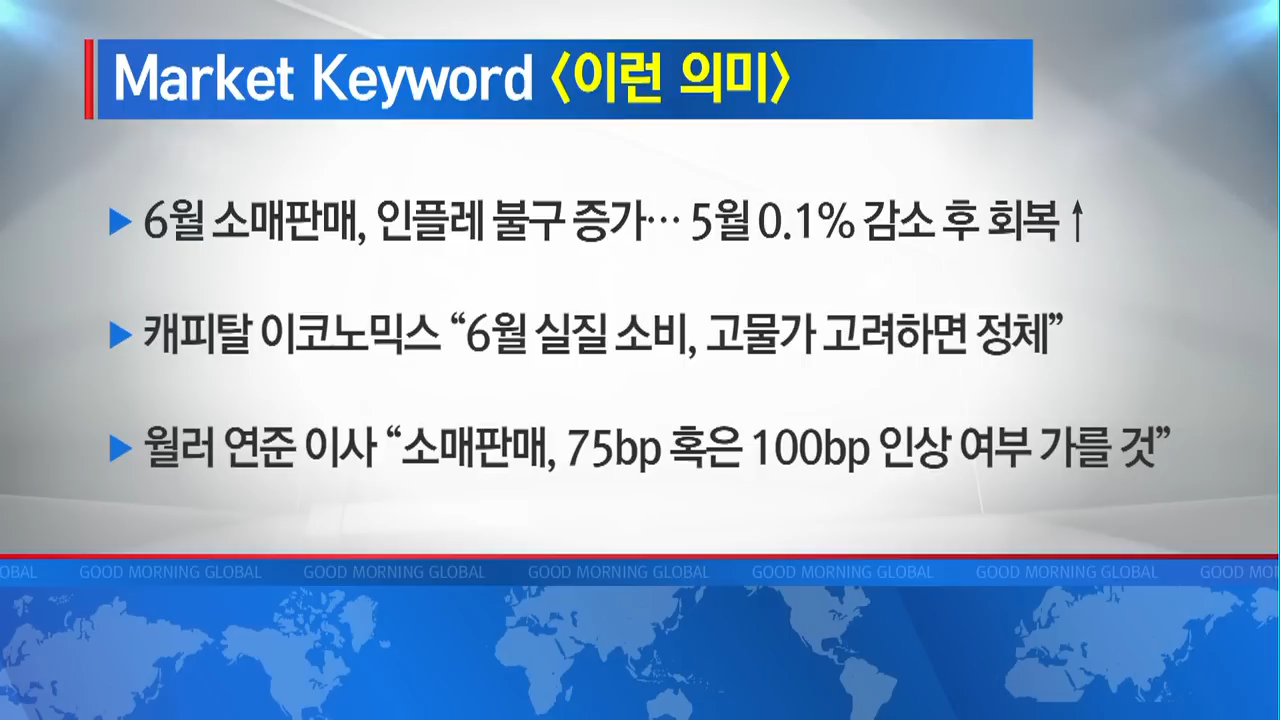 Market Keyword <이런 의미>
▶ 6월 소매판매, 인플레 불구 증가… 5월 0.1% 감소 후 회복↑
▶ 캐피탈 이코노믹스 “6월 실질 소비, 고물가 고려하면 정체”
▶ 월러 연준 이사 “소매판매, 75bp 혹은 100bp 인상 여부 가를 것”
OBAL GOOD MORNING GLOBAL GOOD MORNING GLOBAL GOOD MORNING GLOBAL GOOD MORNING GLOBAL GOOD MORNING GLOBAL GOOD MO